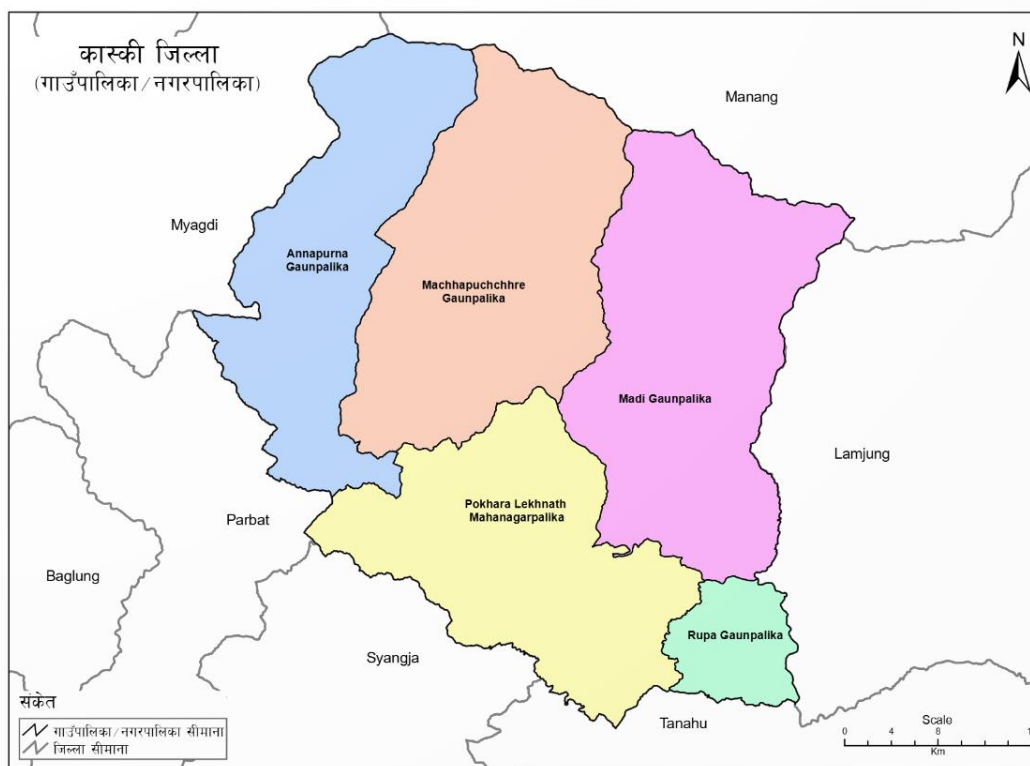 कास्की जिल्ला
(गाउँपालिका/नगरपालिका)
N
Manang
Myagdi
Annapurna
Gaunpalika
Machhapuchchhre
Gaunpalika
Madi Gaunpalika
Lamjung
Pokhara Lekhnath
Mahanagarpalika
Parbat
Baglung
Rupa Gaunpalika
Syangja
Tanahu
संकेत
गाउँपालिका/नगरपालिका सीमाना
जिल्ला सीमाना
Scale
0 4 8
Km